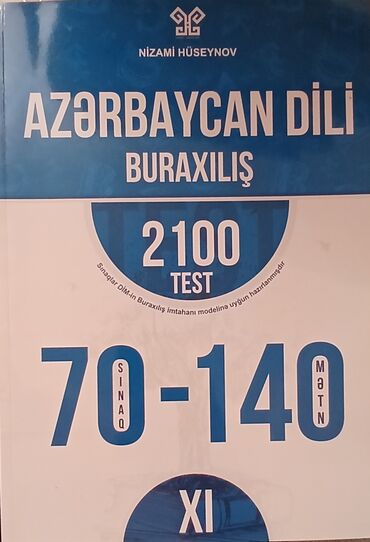 NİZAMİ HÜSEYNOV
AZƏRBAYCAN DİLİ
BURAXILIŞ
2100
TEST
Sınaqlar DİM-in Buraxılış imtahanı modelinə uyğun hazırlanmışdır
70-140
SINAQ
MƏTN
XI